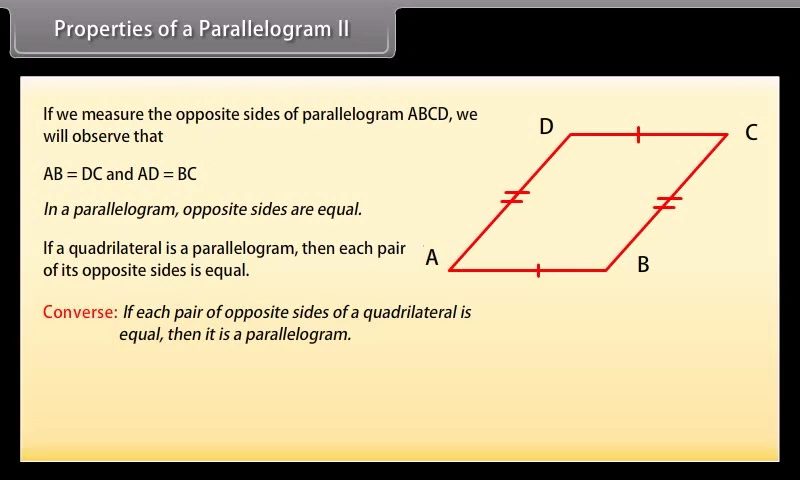 Properties of a Parallelogram II
If we measure the opposite sides of parallelogram ABCD, we
will observe that
AB = DC and AD = BC
In a parallelogram, opposite sides are equal.
If a quadrilateral is a parallelogram, then each pair
of its opposite sides is equal.
Converse: If each pair of opposite sides of a quadrilateral is
equal, then it is a parallelogram.
D
C
A
B